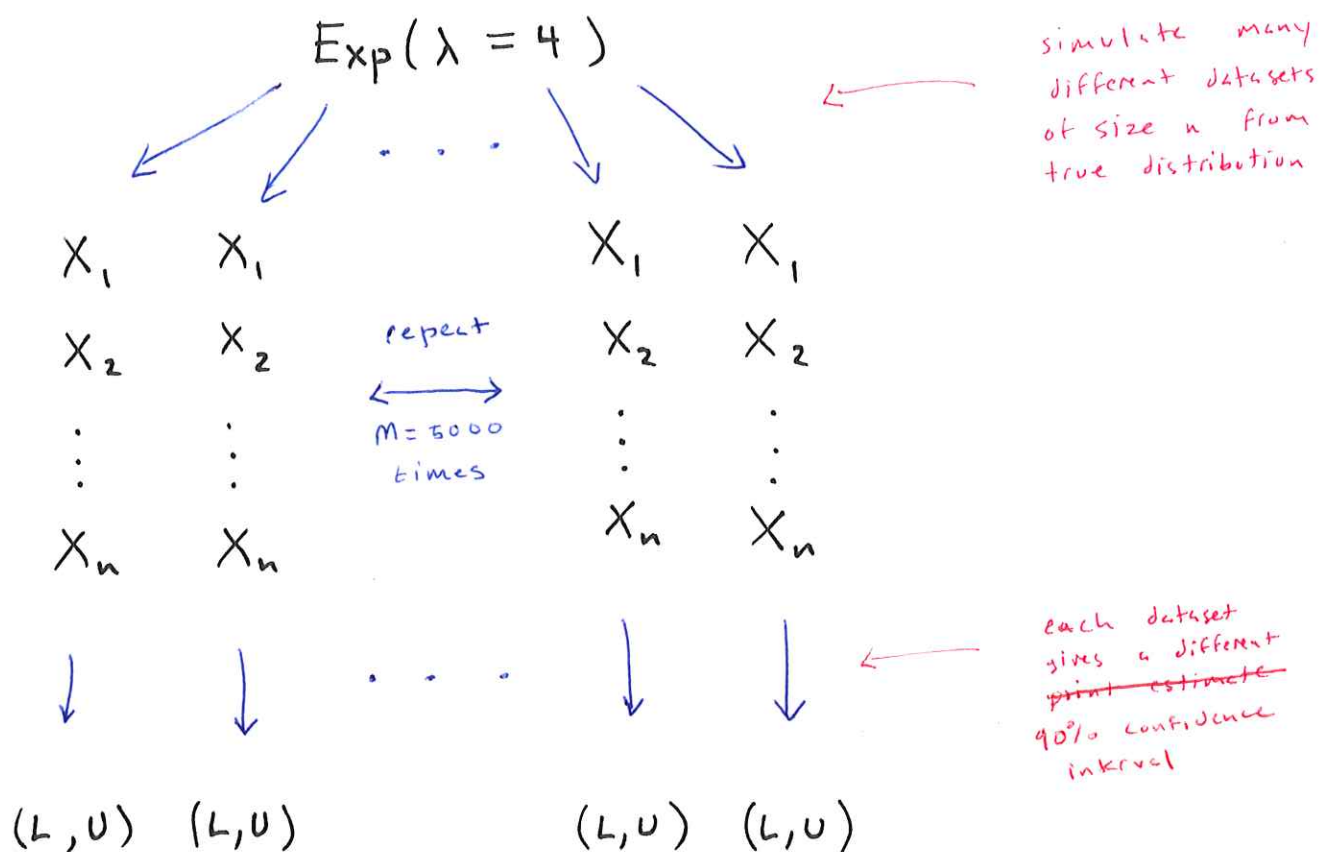 Exp(λ = 4)
simulate many
different datasets
of size n from
true distribution
. . .
X₁ X₁ X₁ X₁
X₂ X₂ X₂ X₂
repeat
M=5000
times
⋮ ⋮ ⋮ ⋮
Xₙ Xₙ Xₙ Xₙ
each dataset
gives a different
print estimate
90% confidence
interval
. . .
(L,U) (L,U) (L,U) (L,U)